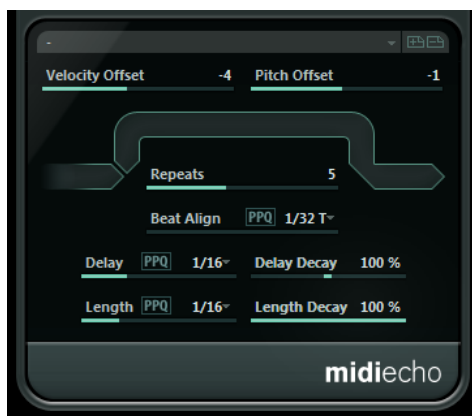 -
Velocity Offset -4 Pitch Offset -1
Repeats 5
Beat Align PPQ 1/32 T
Delay PPQ 1/16 Delay Decay 100 %
Length PPQ 1/16 Length Decay 100 %
midiecho